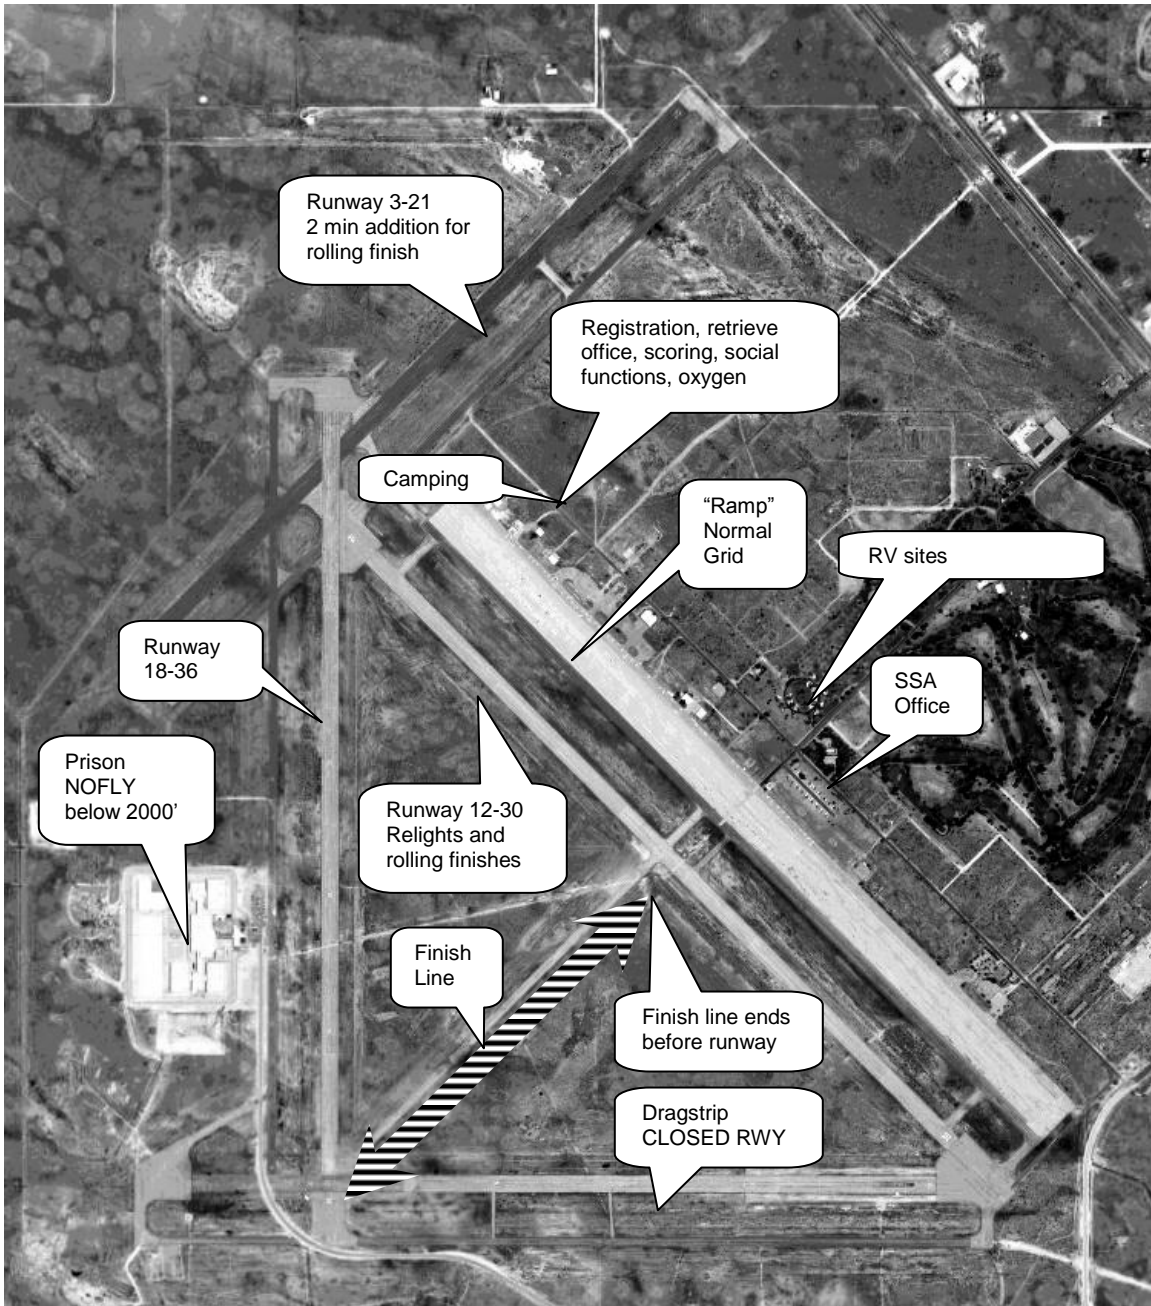 Runway 3-21
2 min addition for
rolling finish
Registration, retrieve
office, scoring, social
functions, oxygen
Camping
“Ramp”
Normal
Grid
RV sites
Runway
18-36
SSA
Office
Prison
NOFLY
below 2000’
Runway 12-30
Relights and
rolling finishes
Finish
Line
Finish line ends
before runway
Dragstrip
CLOSED RWY